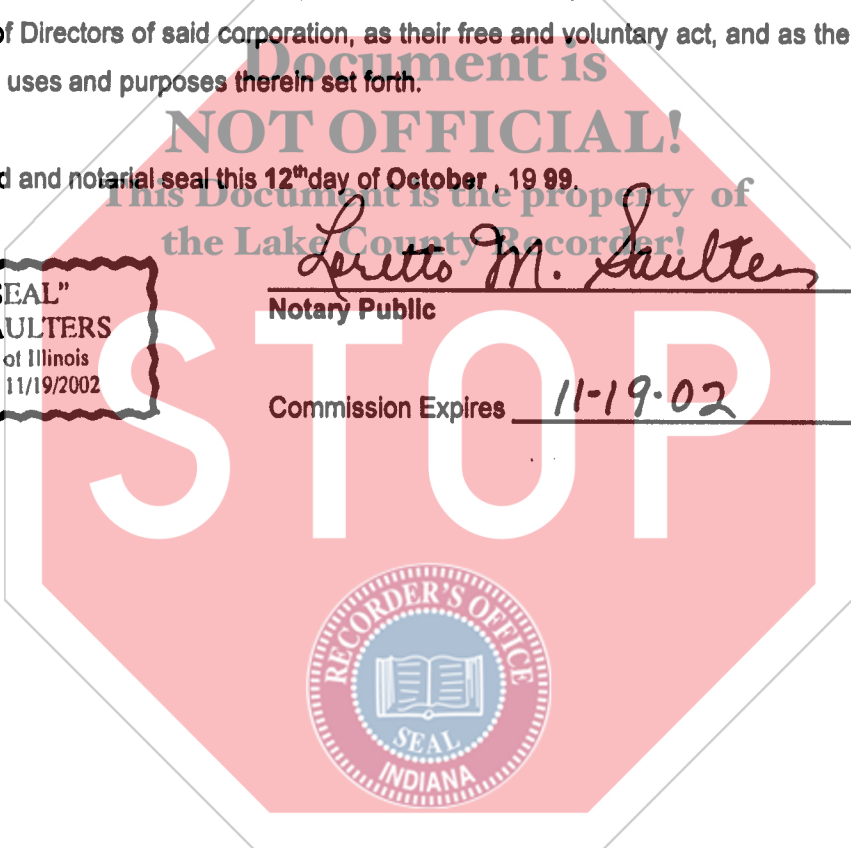 of Directors of said corporation, as their free and voluntary act, and as the
Document is
uses and purposes therein set forth.
NOT OFFICIAL!
d and notarial seal this 12th day of October , 19 99.
This Document is the property of
the Lake County Recorder!
Loretto M. Saulters
Notary Public
SEAL"
AULTERS
of Illinois
11/19/2002
Commission Expires 11-19-02
STOP
RECORDER'S OFFICE
SEAL
INDIANA